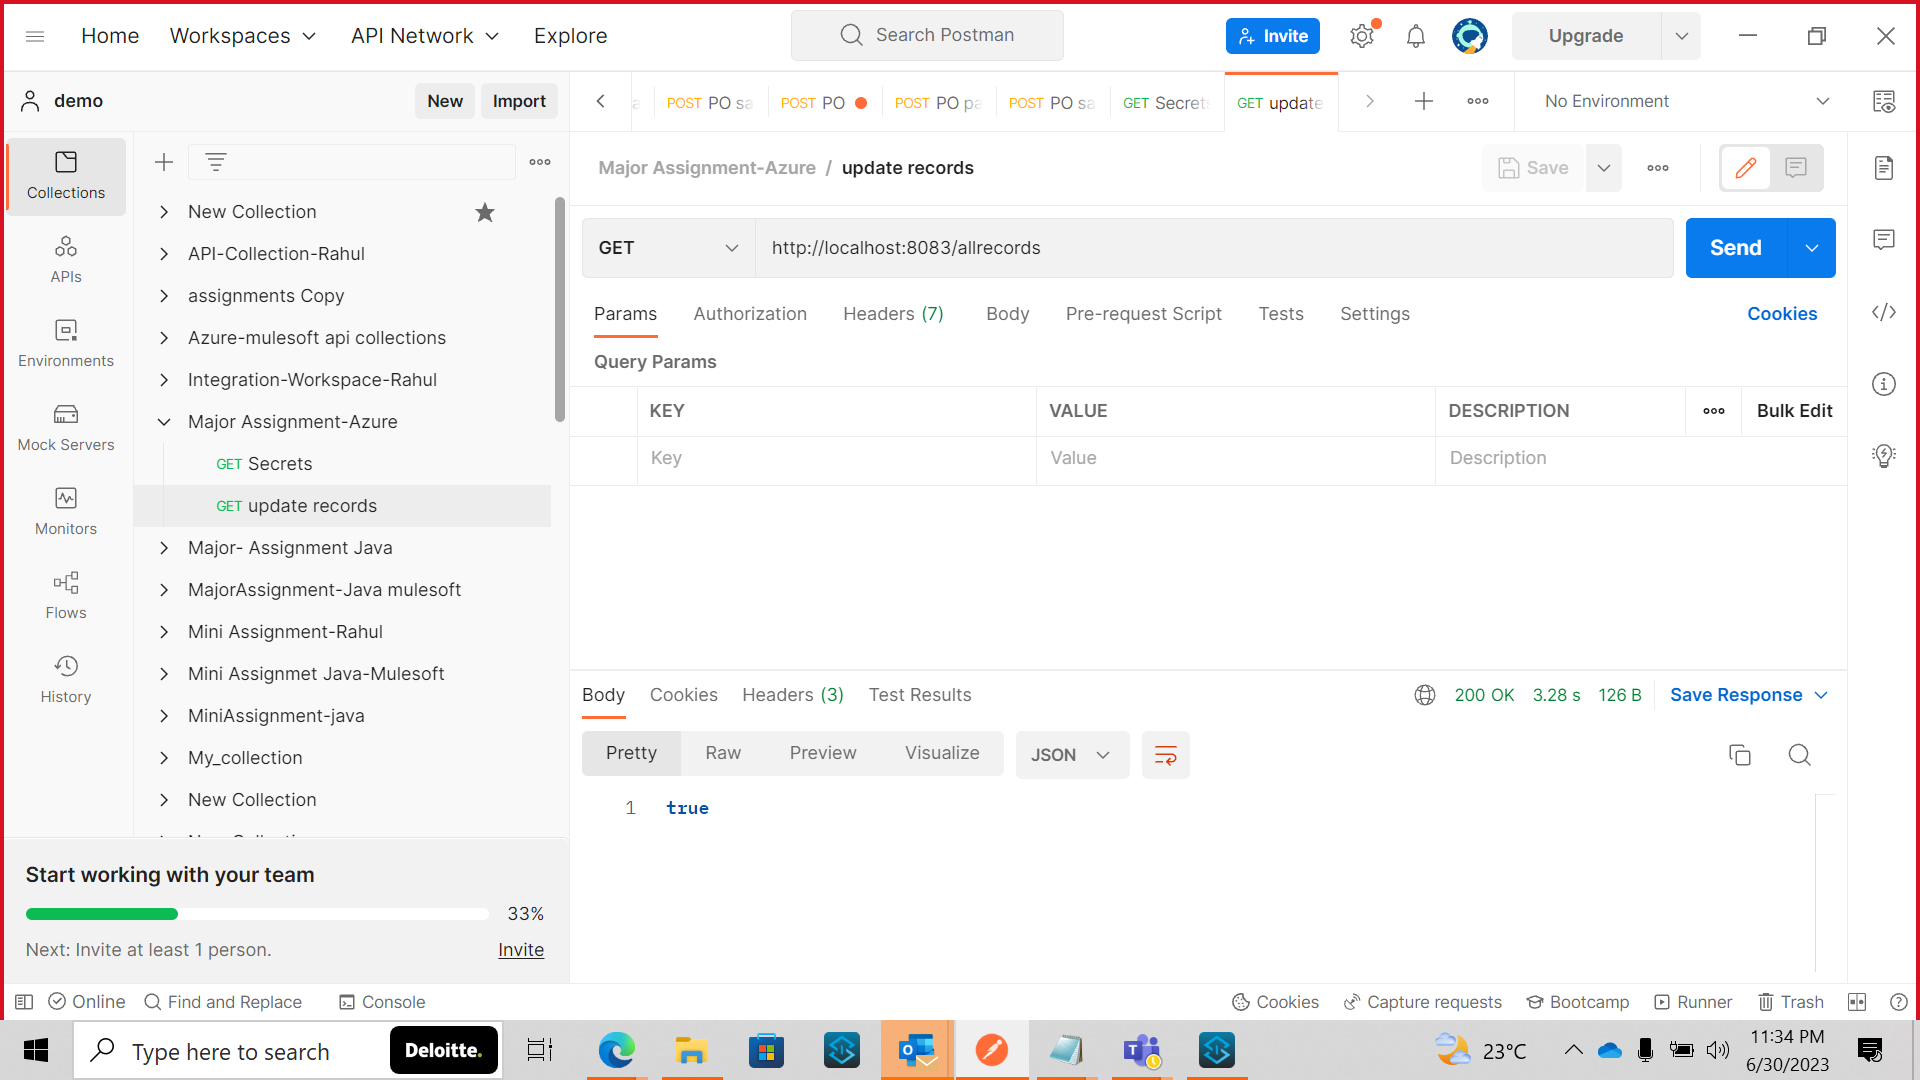 Home
Workspaces
API Network
Explore
Search Postman
Invite
Upgrade
demo
New
Import
POST PO sa
POST PO
POST PO pa
POST PO sa
GET Secret
GET update
No Environment
Collections
APIs
Environments
Mock Servers
Monitors
Flows
History
New Collection
API-Collection-Rahul
assignments Copy
Azure-mulesoft api collections
Integration-Workspace-Rahul
Major Assignment-Azure
GET Secrets
GET update records
Major- Assignment Java
MajorAssignment-Java mulesoft
Mini Assignment-Rahul
Mini Assignmet Java-Mulesoft
MiniAssignment-java
My_collection
New Collection
Start working with your team
33%
Next: Invite at least 1 person.
Invite
Major Assignment-Azure / update records
Save
GET
http://localhost:8083/allrecords
Send
Params
Authorization
Headers (7)
Body
Pre-request Script
Tests
Settings
Cookies
Query Params
KEY
VALUE
DESCRIPTION
Bulk Edit
Key
Value
Description
Body
Cookies
Headers (3)
Test Results
200 OK
3.28 s
126 B
Save Response
Pretty
Raw
Preview
Visualize
JSON
1 true
Online
Find and Replace
Console
Cookies
Capture requests
Bootcamp
Runner
Trash
Type here to search
Deloitte.
23°C
11:34 PM
6/30/2023